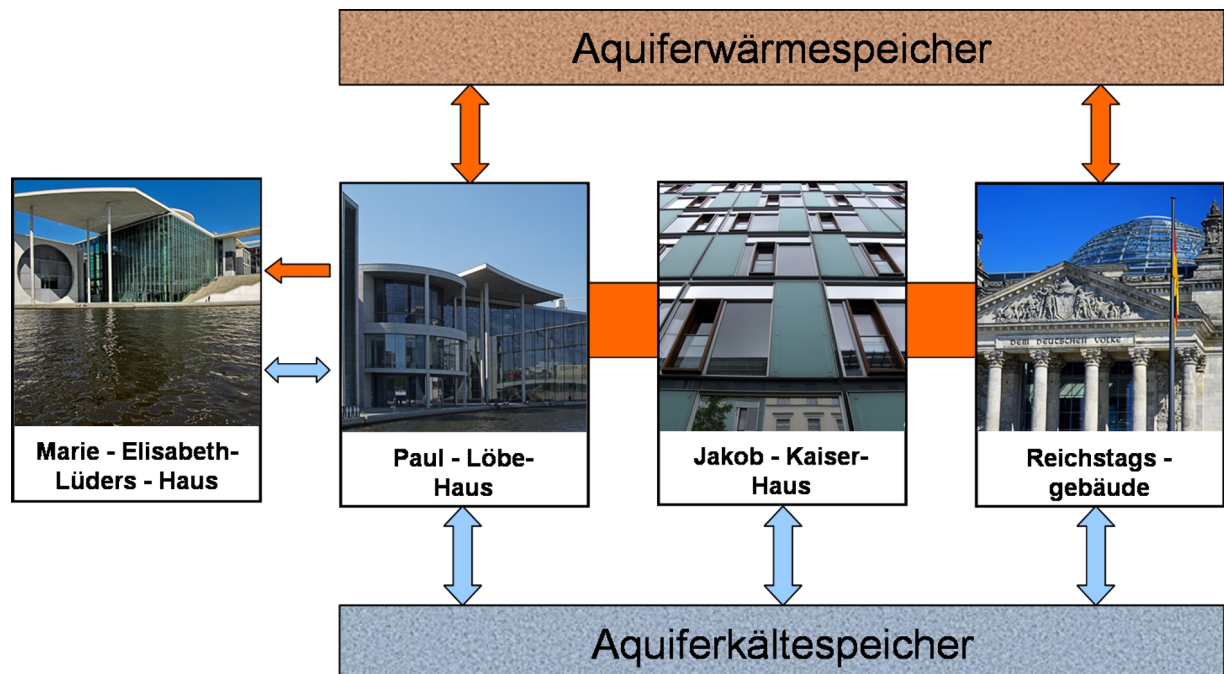 Aquiferwärmespeicher
DEM DEUTSCHEN VOLKE
Marie - Elisabeth-
Lüders - Haus
Paul - Löbe-
Haus
Jakob - Kaiser-
Haus
Reichstags -
gebäude
Aquiferkältespeicher